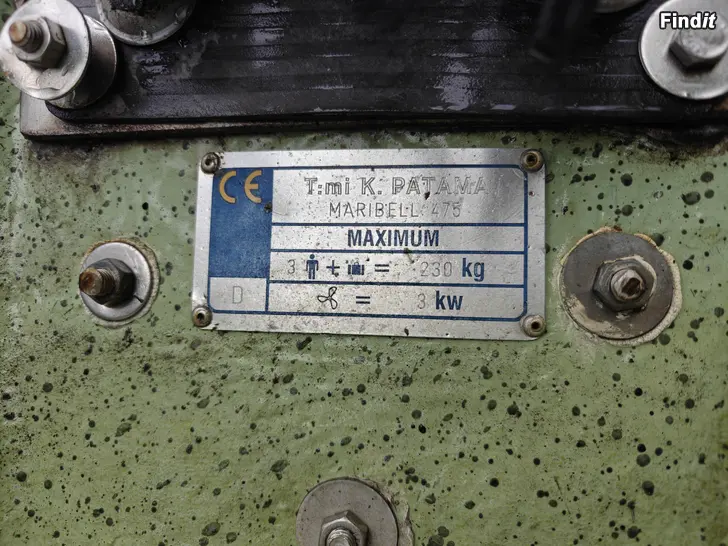 Findit
CE
T:mi K. PATAMA
MARIBELL 475
MAXIMUM
3 + = 230 kg
D = 3 kw